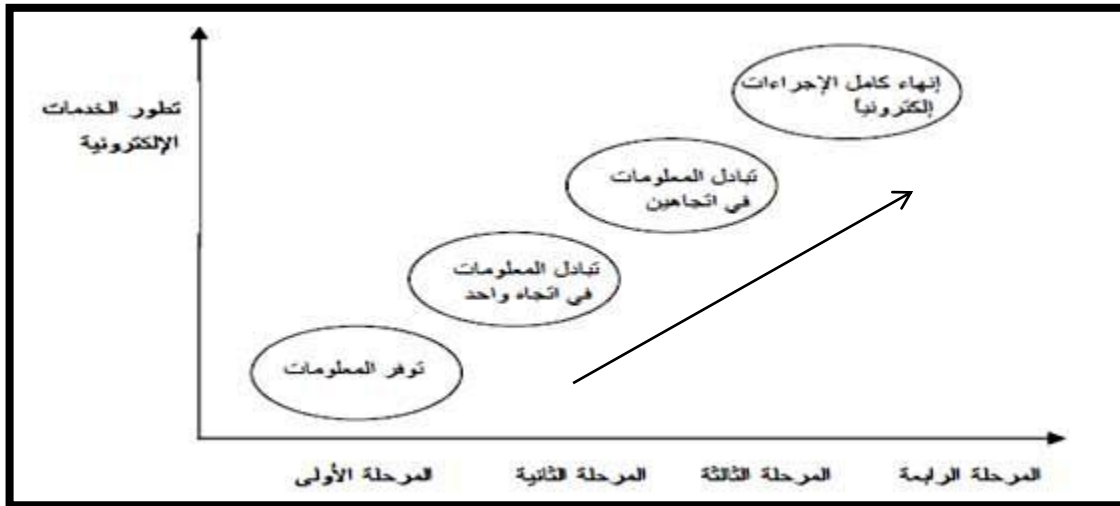 إنهاء كامل الإجراءات
إلكترونياً
تطور الخدمات
الإلكترونية
تبادل المعلومات
في اتجاهين
تبادل المعلومات
في اتجاه واحد
توفر المعلومات
المرحلة الأولى
المرحلة الثانية
المرحلة الثالثة
المرحلة الرابعة